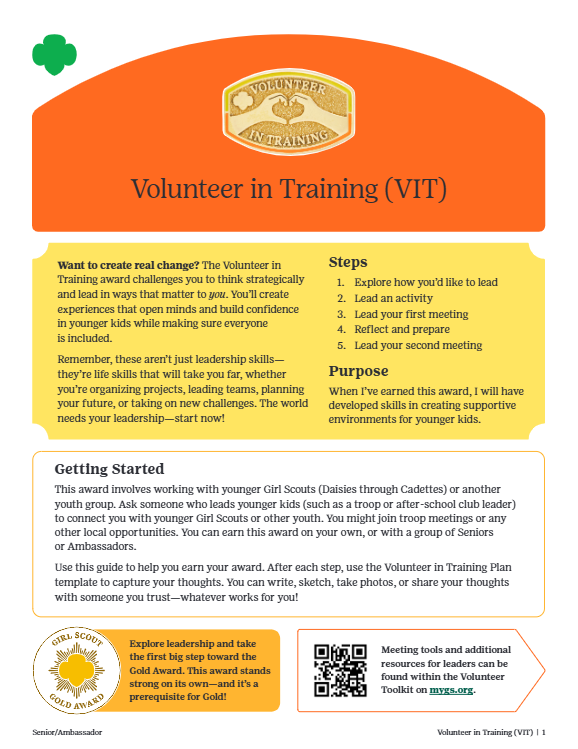 VOLUNTEER
IN TRAINING
Volunteer in Training (VIT)
Want to create real change? The Volunteer in
Training award challenges you to think strategically
and lead in ways that matter to you. You'll create
experiences that open minds and build confidence
in younger kids while making sure everyone
is included.
Remember, these aren't just leadership skills—
they're life skills that will take you far, whether
you're organizing projects, leading teams, planning
your future, or taking on new challenges. The world
needs your leadership—start now!
Steps
1. Explore how you'd like to lead
2. Lead an activity
3. Lead your first meeting
4. Reflect and prepare
5. Lead your second meeting
Purpose
When I've earned this award, I will have
developed skills in creating supportive
environments for younger kids.
Getting Started
This award involves working with younger Girl Scouts (Daisies through Cadettes) or another
youth group. Ask someone who leads younger kids (such as a troop or after-school club leader)
to connect you with younger Girl Scouts or other youth. You might join troop meetings or any
other local opportunities. You can earn this award on your own, or with a group of Seniors
or Ambassadors.
Use this guide to help you earn your award. After each step, use the Volunteer in Training Plan
template to capture your thoughts. You can write, sketch, take photos, or share your thoughts
with someone you trust—whatever works for you!
GIRL SCOUT
GOLD AWARD
Explore leadership and take
the first big step toward the
Gold Award. This award stands
strong on its own—and it's a
prerequisite for Gold!
Meeting tools and additional
resources for leaders can be
found within the Volunteer
Toolkit on mygs.org.
Senior/Ambassador
Volunteer in Training (VIT) | 1